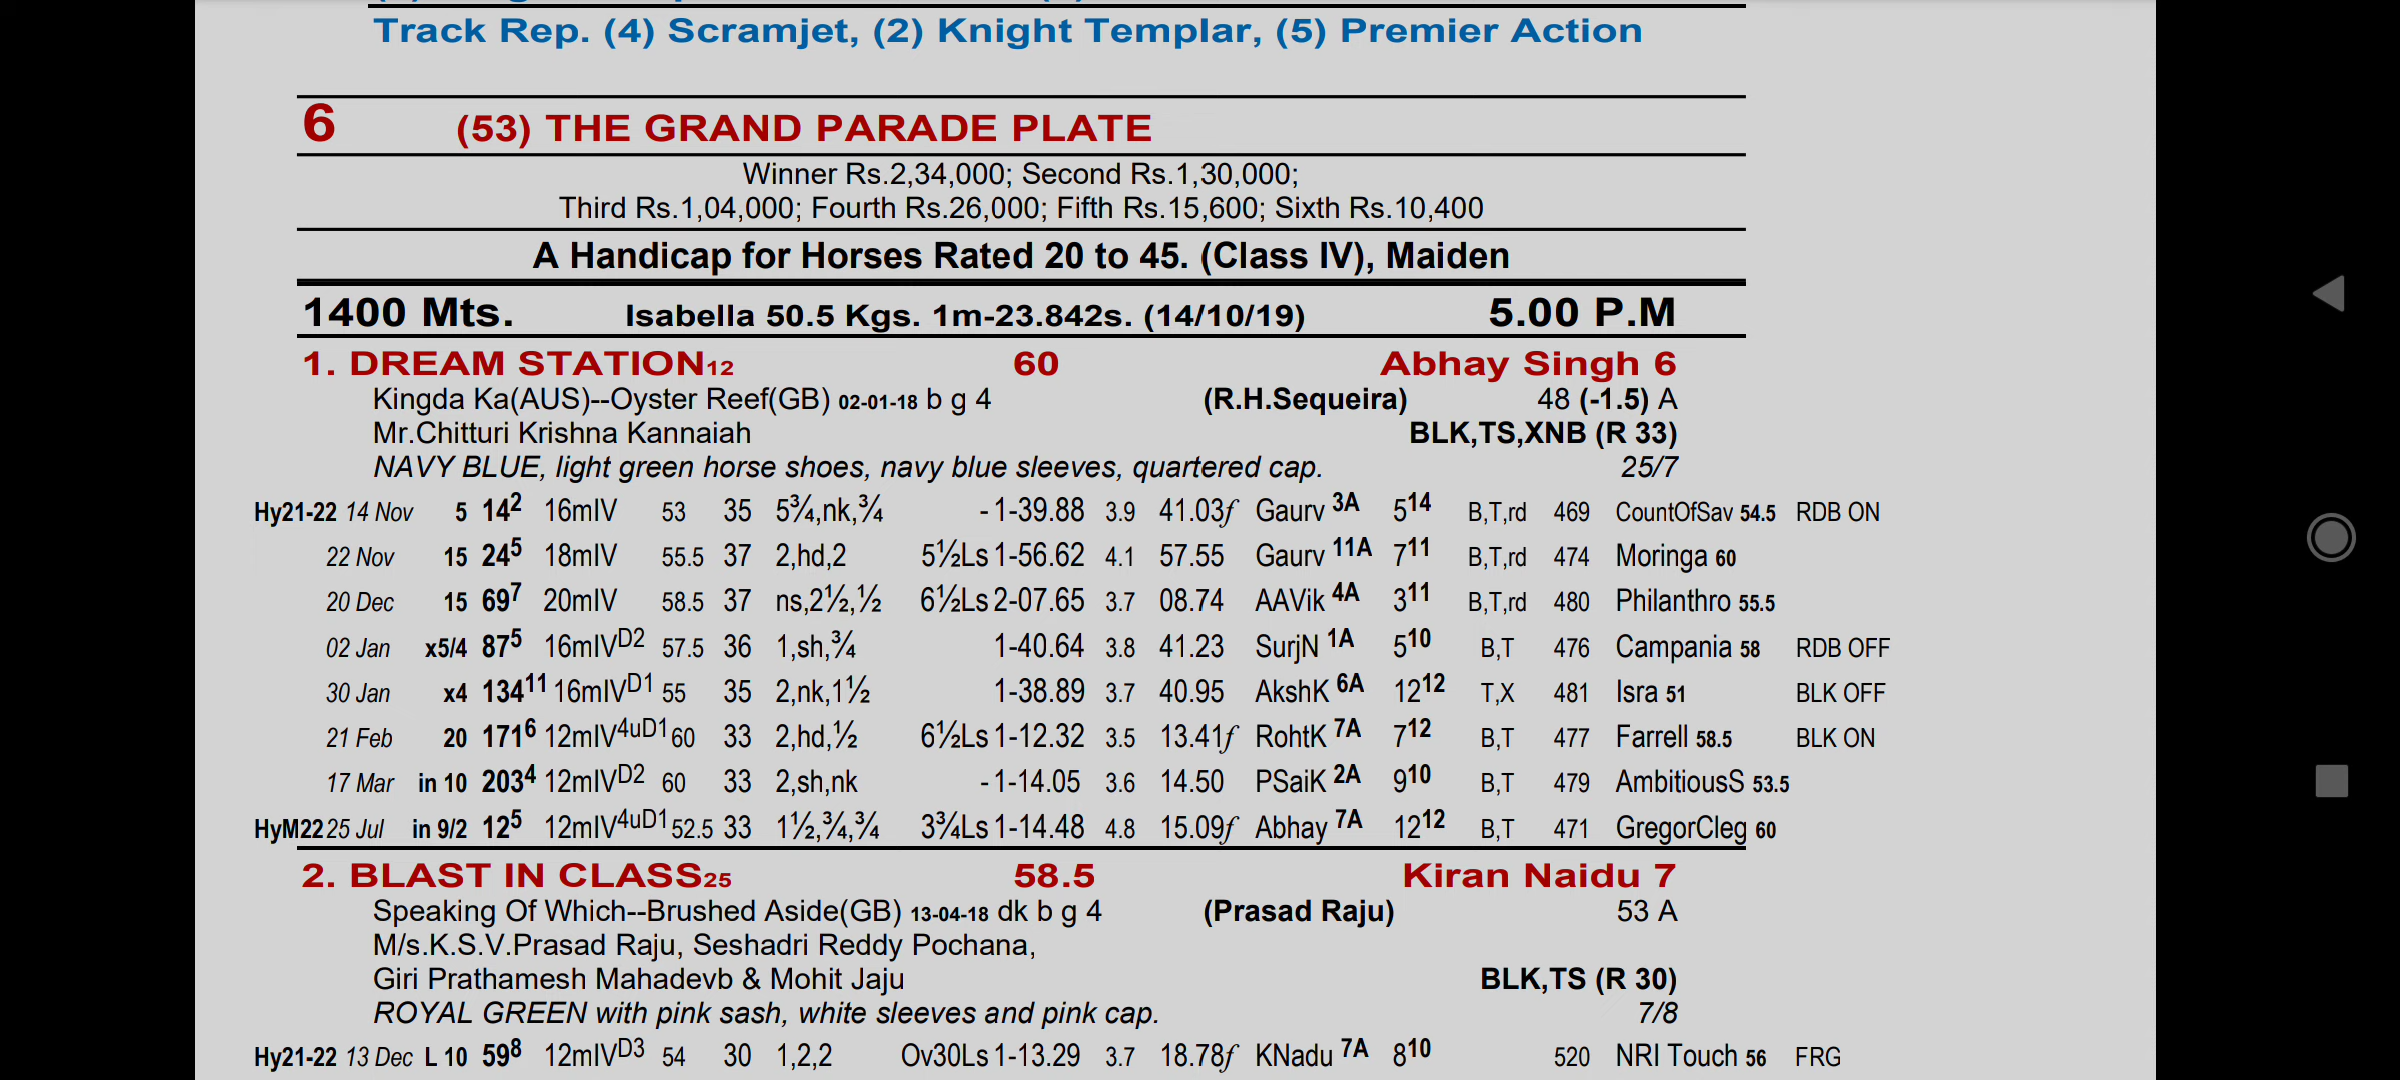 Track Rep. (4) Scramjet, (2) Knight Templar, (5) Premier Action
6 (53) THE GRAND PARADE PLATE
Winner Rs.2,34,000; Second Rs.1,30,000;
Third Rs.1,04,000; Fourth Rs.26,000; Fifth Rs.15,600; Sixth Rs.10,400
A Handicap for Horses Rated 20 to 45. (Class IV), Maiden
1400 Mts. Isabella 50.5 Kgs. 1m-23.842s. (14/10/19) 5.00 P.M
1. DREAM STATION12 60 Abhay Singh 6
Kingda Ka(AUS)--Oyster Reef(GB) 02-01-18 b g 4 (R.H.Sequeira) 48 (-1.5) A
Mr.Chitturi Krishna Kannaiah BLK,TS,XNB (R 33)
NAVY BLUE, light green horse shoes, navy blue sleeves, quartered cap. 25/7
Hy21-22 14 Nov 5 14² 16mIV 53 35 5¾,nk,¾ - 1-39.88 3.9 41.03f Gaurv 3A 5¹⁴ B,T,rd 469 CountOfSav 54.5 RDB ON
22 Nov 15 24⁵ 18mIV 55.5 37 2,hd,2 5½Ls 1-56.62 4.1 57.55 Gaurv 11A 7¹¹ B,T,rd 474 Moringa 60
20 Dec 15 69⁷ 20mIV 58.5 37 ns,2½,½ 6½Ls 2-07.65 3.7 08.74 AAVik 4A 3¹¹ B,T,rd 480 Philanthro 55.5
02 Jan x5/4 87⁵ 16mIVD2 57.5 36 1,sh,¾ 1-40.64 3.8 41.23 SurjN 1A 5¹⁰ B,T 476 Campania 58 RDB OFF
30 Jan x4 134¹¹ 16mIVD1 55 35 2,nk,1½ 1-38.89 3.7 40.95 AkshK 6A 12¹² T,X 481 Isra 51 BLK OFF
21 Feb 20 171⁶ 12mIV4uD1 60 33 2,hd,½ 6½Ls 1-12.32 3.5 13.41f RohtK 7A 7¹² B,T 477 Farrell 58.5 BLK ON
17 Mar in 10 203⁴ 12mIVD2 60 33 2,sh,nk - 1-14.05 3.6 14.50 PSaiK 2A 9¹⁰ B,T 479 AmbitiousS 53.5
HyM22 25 Jul in 9/2 12⁵ 12mIV4uD1 52.5 33 1½,¾,¾ 3¾Ls 1-14.48 4.8 15.09f Abhay 7A 12¹² B,T 471 GregorCleg 60
2. BLAST IN CLASS25 58.5 Kiran Naidu 7
Speaking Of Which--Brushed Aside(GB) 13-04-18 dk b g 4 (Prasad Raju) 53 A
M/s.K.S.V.Prasad Raju, Seshadri Reddy Pochana,
Giri Prathamesh Mahadevb & Mohit Jaju BLK,TS (R 30)
ROYAL GREEN with pink sash, white sleeves and pink cap. 7/8
Hy21-22 13 Dec L 10 59⁸ 12mIVD3 54 30 1,2,2 Ov30Ls 1-13.29 3.7 18.78f KNadu 7A 8¹⁰ 520 NRI Touch 56 FRG